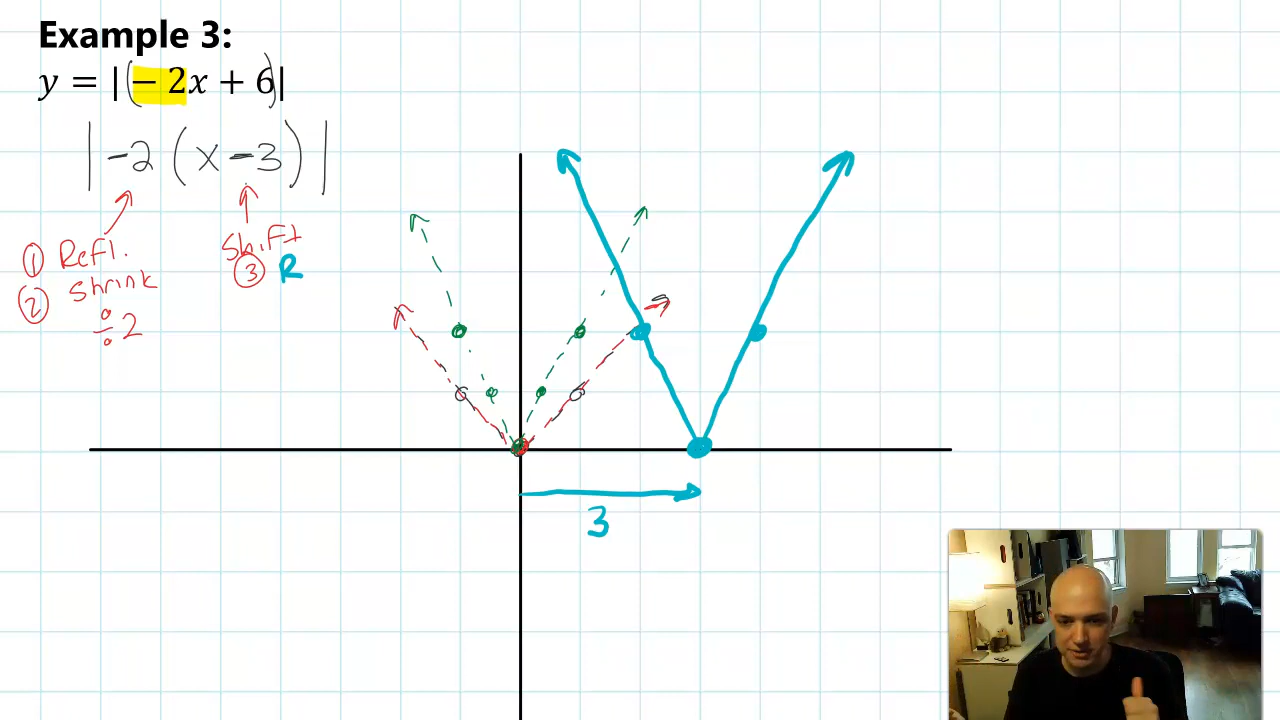 Example 3:
y = |(−2x + 6)|
|−2(x−3)|
① Refl.
② Shrink
÷2
Shift
③ R
3